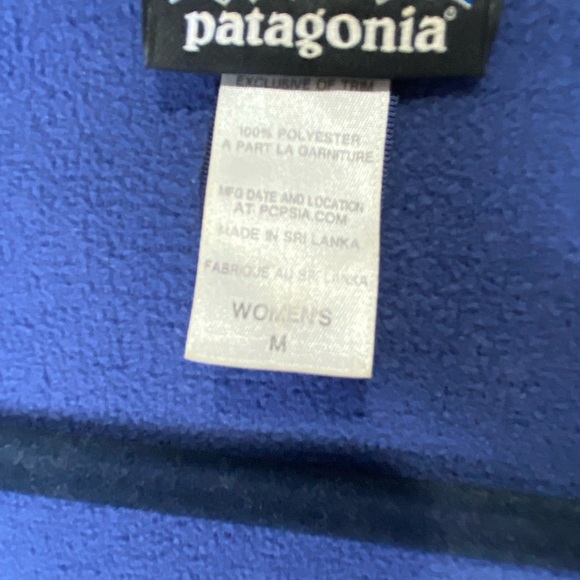 patagonia®
EXCLUSIVE OF TRIM
100% POLYESTER
A PART LA GARNITURE
MFG DATE AND LOCATION
AT PCPSIA.COM
MADE IN SRI LANKA
FABRIQUE AU SRI LANKA
WOMEN'S
M